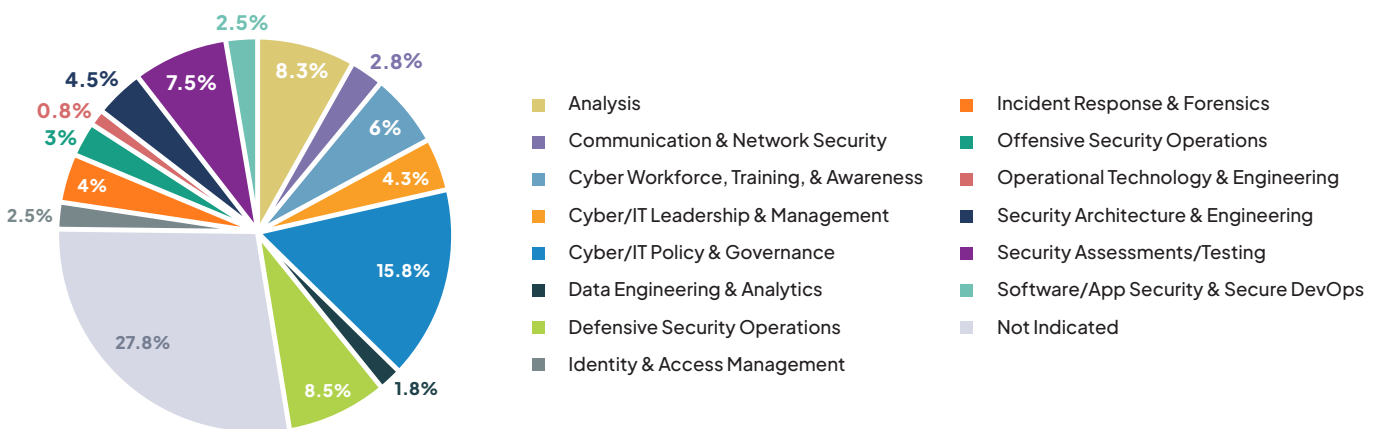 2.5%
8.3%
2.8%
7.5%
4.5%
0.8%
6%
3%
4.3%
4%
2.5%
15.8%
27.8%
8.5%
1.8%
Analysis
Communication & Network Security
Cyber Workforce, Training, & Awareness
Cyber/IT Leadership & Management
Cyber/IT Policy & Governance
Data Engineering & Analytics
Defensive Security Operations
Identity & Access Management
Incident Response & Forensics
Offensive Security Operations
Operational Technology & Engineering
Security Architecture & Engineering
Security Assessments/Testing
Software/App Security & Secure DevOps
Not Indicated